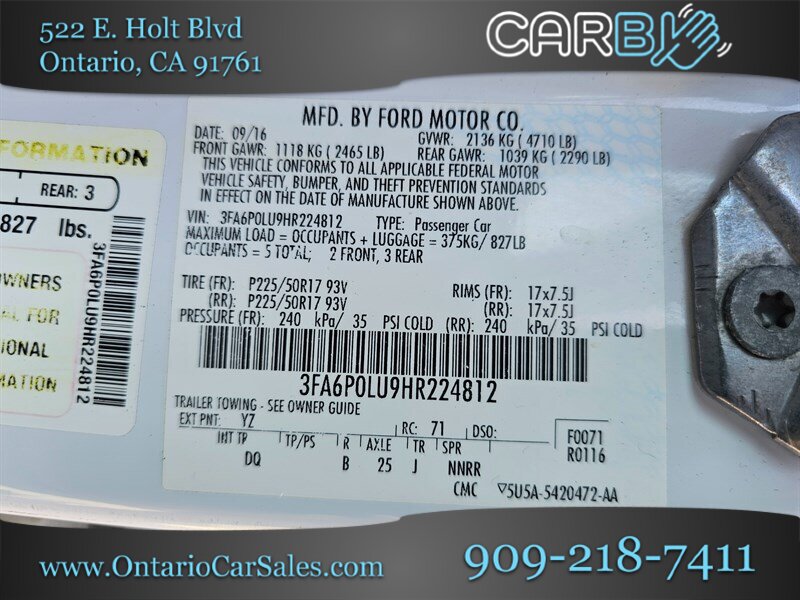 522 E. Holt Blvd
Ontario, CA 91761
CARBY
MFD. BY FORD MOTOR CO.
DATE: 09/16 GVWR: 2136 KG (4710 LB)
FRONT GAWR: 1118 KG (2465 LB) REAR GAWR: 1039 KG (2290 LB)
THIS VEHICLE CONFORMS TO ALL APPLICABLE FEDERAL MOTOR
VEHICLE SAFETY, BUMPER, AND THEFT PREVENTION STANDARDS
IN EFFECT ON THE DATE OF MANUFACTURE SHOWN ABOVE.
VIN: 3FA6P0LU9HR224812 TYPE: Passenger Car
MAXIMUM LOAD = OCCUPANTS + LUGGAGE = 375KG/ 827LB
OCCUPANTS = 5 TOTAL; 2 FRONT, 3 REAR
TIRE (FR): P225/50R17 93V RIMS (FR): 17x7.5J
(RR): P225/50R17 93V (RR): 17x7.5J
PRESSURE (FR): 240 kPa/ 35 PSI COLD (RR): 240 kPa/35 PSI COLD
3FA6P0LU9HR224812
TRAILER TOWING - SEE OWNER GUIDE
EXT PNT: YZ RC: 71 DSO: F0071
INT TR TP/PS R AXLE TR SPR R0116
DQ B 25 J NNRR
CMC 5U5A-5420472-AA
FORMATION
REAR: 3
827 lbs.
3FA6P0LU9HR224812
OWNERS
AL FOR
IONAL
MATION
www.OntarioCarSales.com
909-218-7411